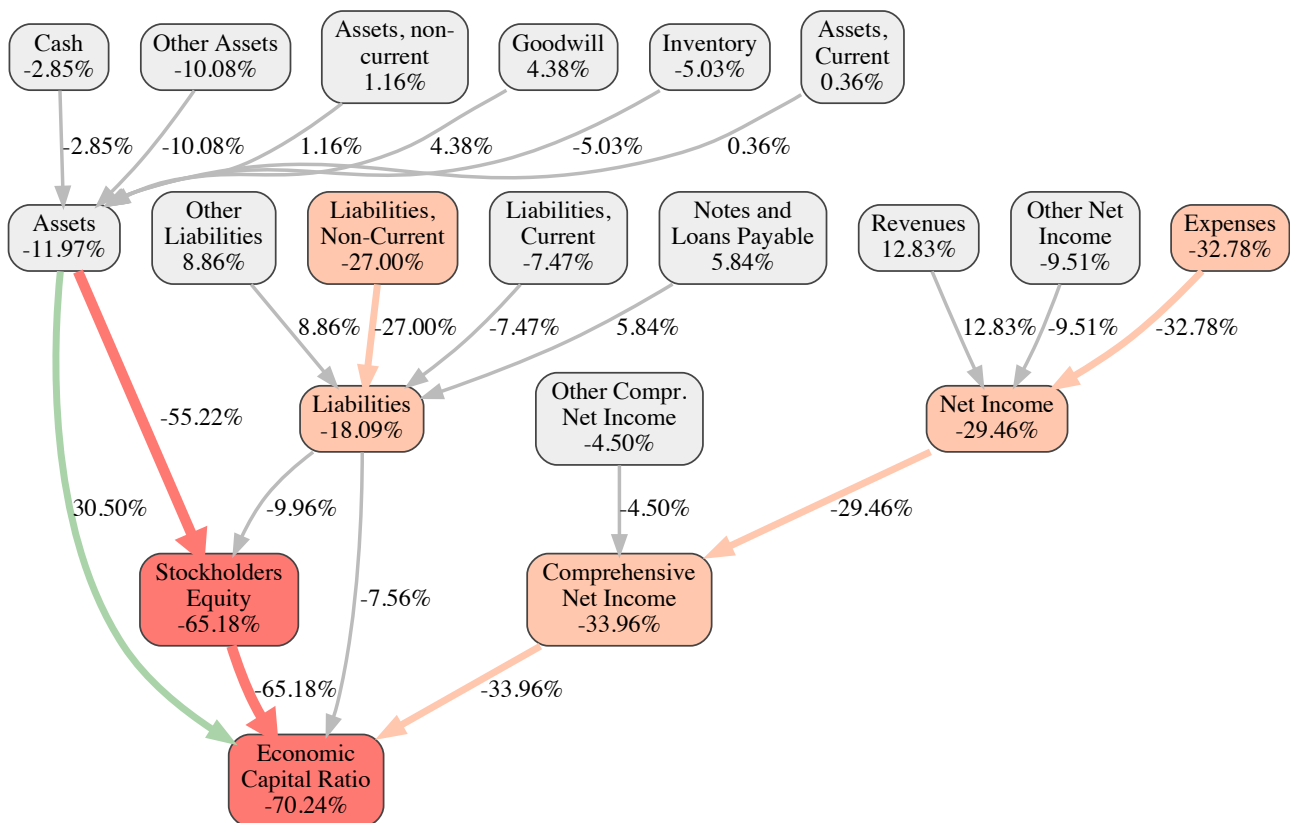 Cash
-2.85%
Other Assets
-10.08%
Assets, non-
current
1.16%
Goodwill
4.38%
Inventory
-5.03%
Assets,
Current
0.36%
-2.85%
-10.08%
1.16%
4.38%
-5.03%
0.36%
Assets
-11.97%
Other
Liabilities
8.86%
Liabilities,
Non-Current
-27.00%
Liabilities,
Current
-7.47%
Notes and
Loans Payable
5.84%
Revenues
12.83%
Other Net
Income
-9.51%
Expenses
-32.78%
8.86%
-27.00%
-7.47%
5.84%
12.83%
-9.51%
-32.78%
-55.22%
Liabilities
-18.09%
Other Compr.
Net Income
-4.50%
Net Income
-29.46%
30.50%
-9.96%
-4.50%
-29.46%
Stockholders
Equity
-65.18%
-7.56%
Comprehensive
Net Income
-33.96%
-65.18%
-33.96%
Economic
Capital Ratio
-70.24%